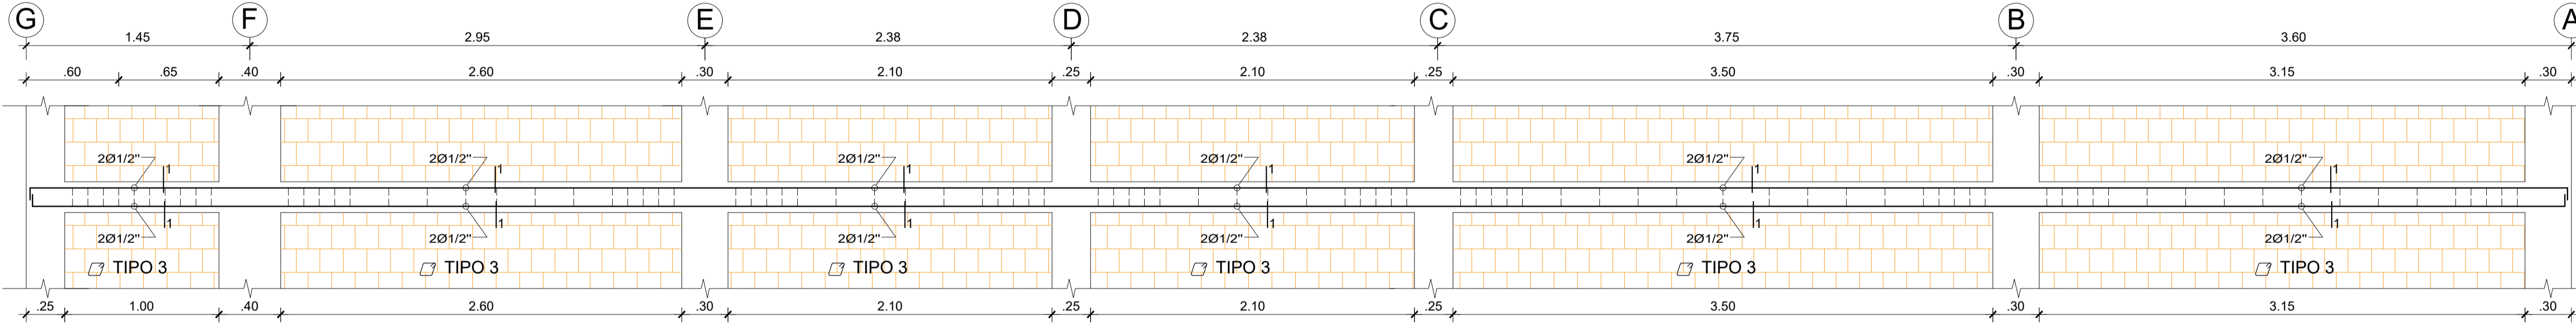 G F E D C B A
1.45 2.95 2.38 2.38 3.75 3.60
.60 .65 .40 2.60 .30 2.10 .25 2.10 .25 3.50 .30 3.15 .30
2Ø1/2" 2Ø1/2" 2Ø1/2" 2Ø1/2" 2Ø1/2" 2Ø1/2"
1 1 1 1 1 1
1 1 1 1 1 1
2Ø1/2" 2Ø1/2" 2Ø1/2" 2Ø1/2" 2Ø1/2" 2Ø1/2"
TIPO 3 TIPO 3 TIPO 3 TIPO 3 TIPO 3 TIPO 3
.25 1.00 .40 2.60 .30 2.10 .25 2.10 .25 3.50 .30 3.15 .30